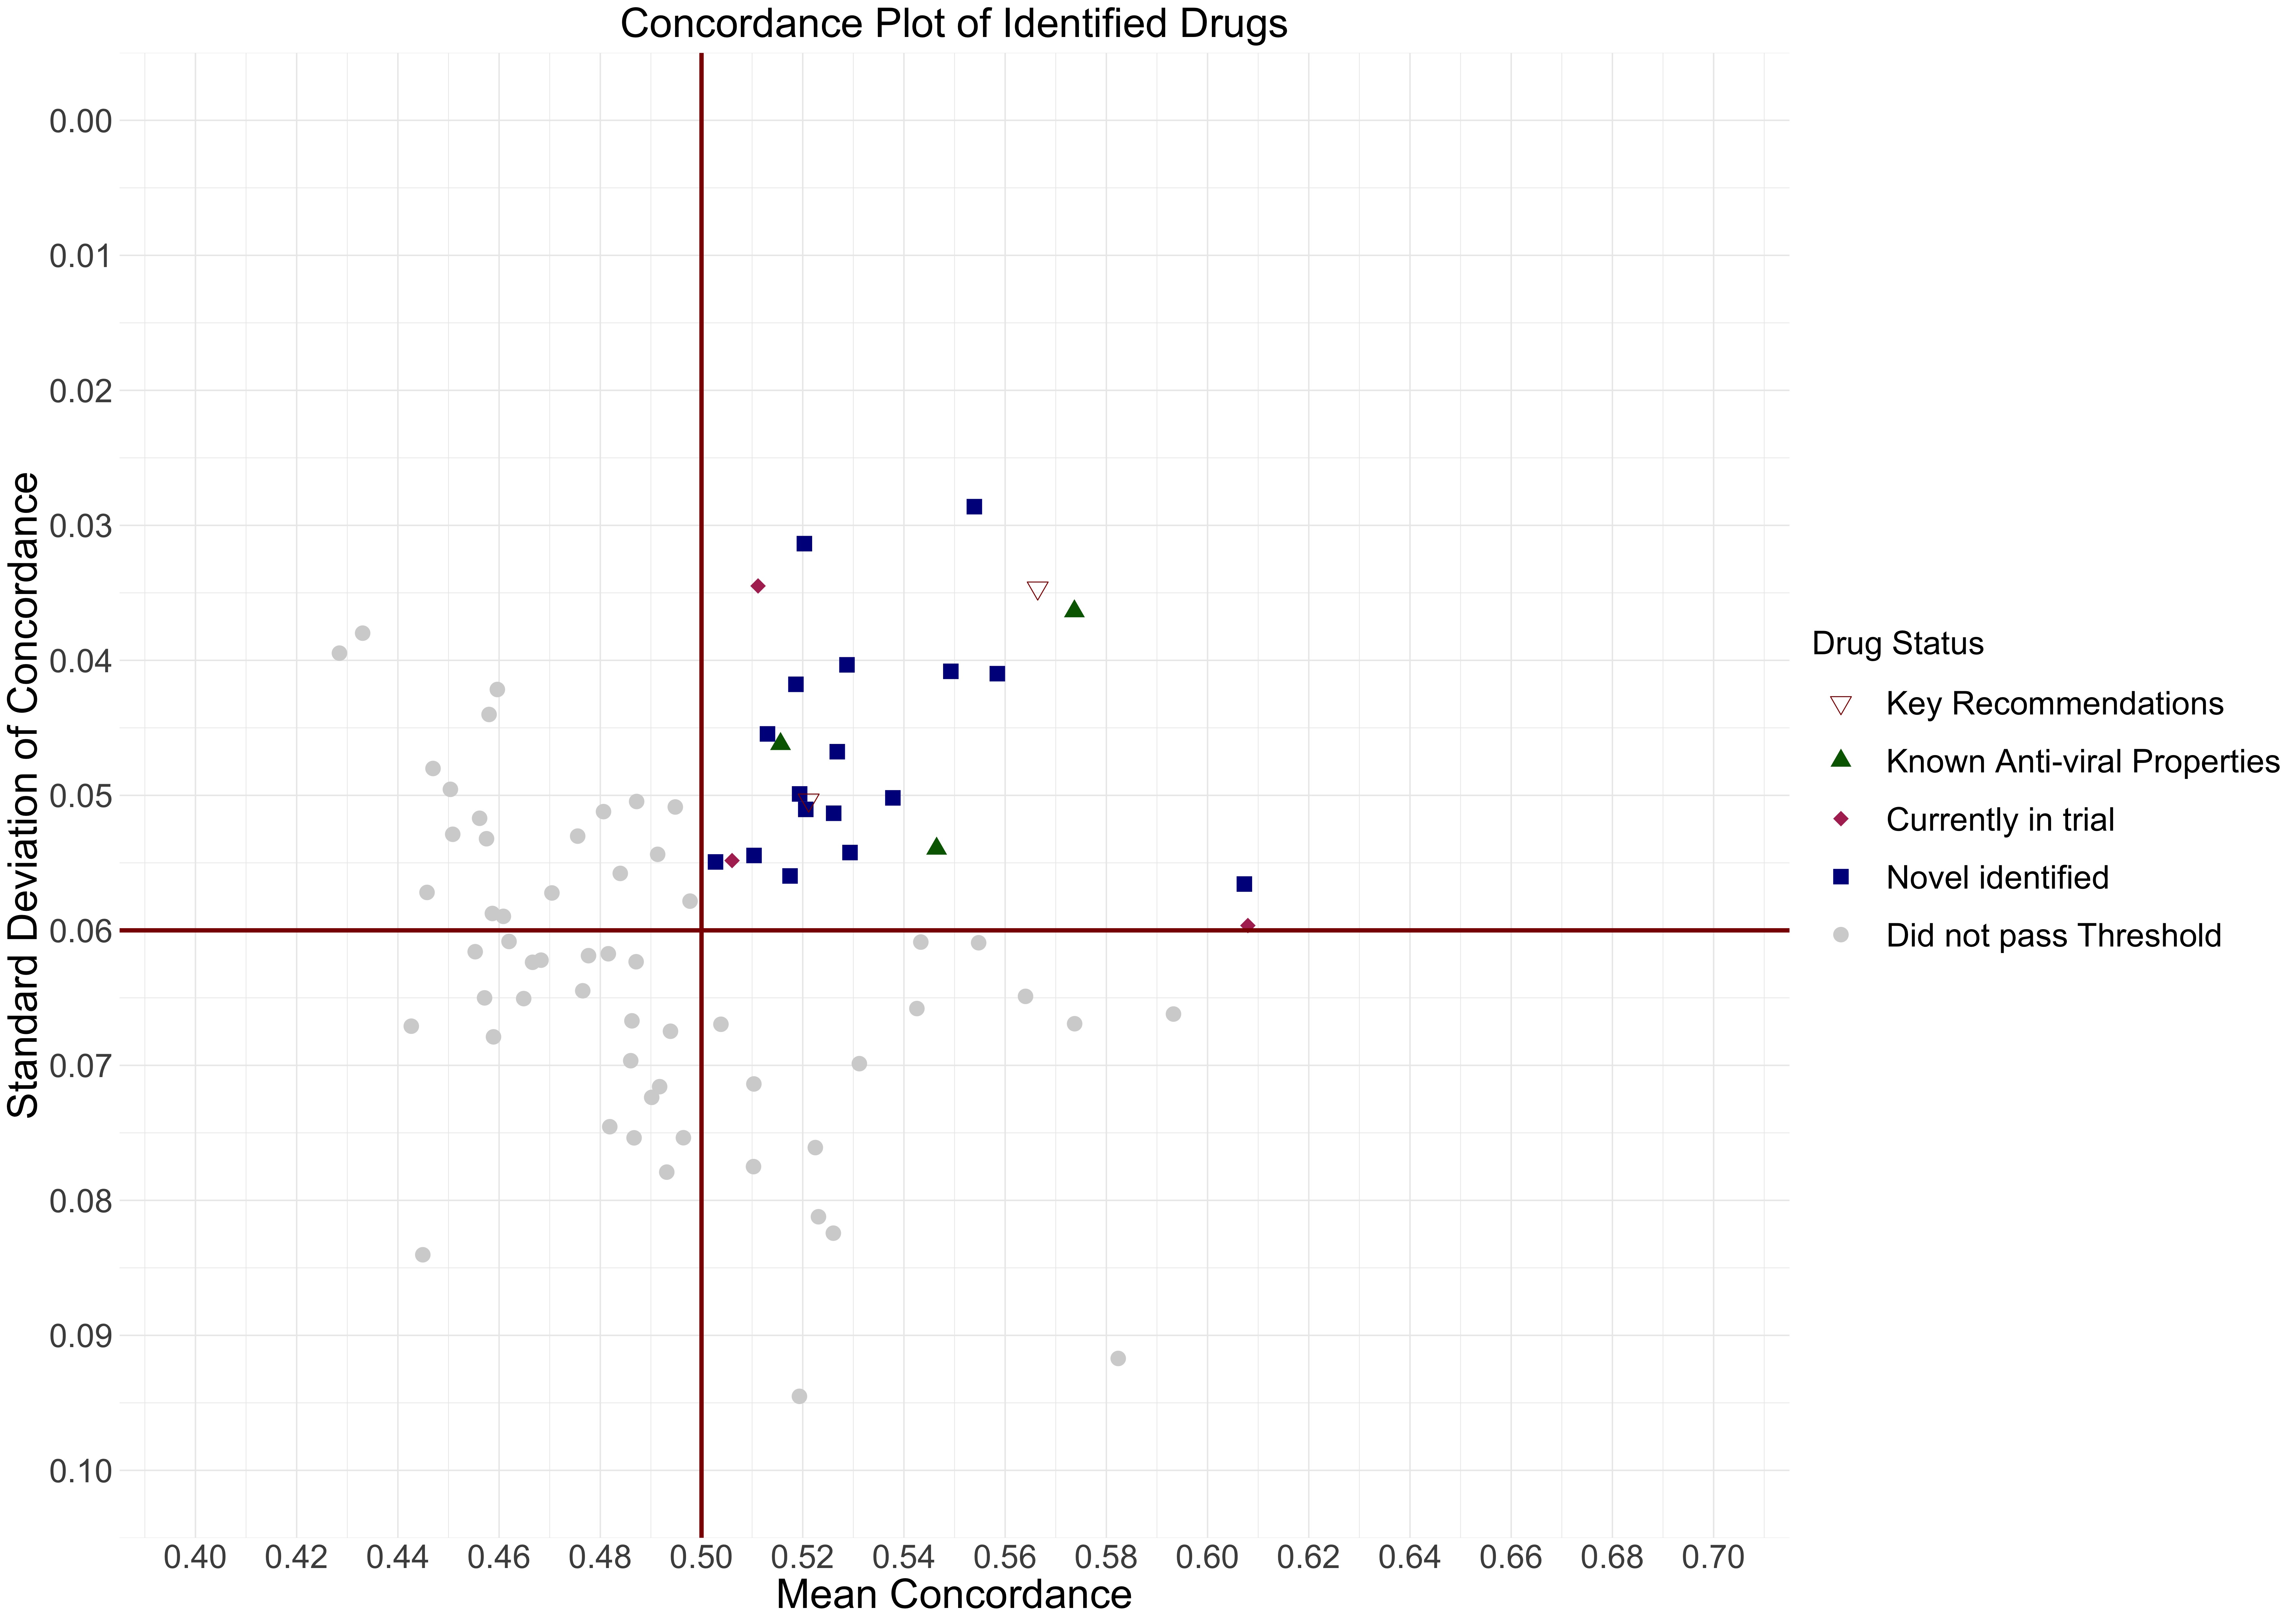 Concordance Plot of Identified Drugs
Standard Deviation of Concordance
0.00
0.01
0.02
0.03
0.04
0.05
0.06
0.07
0.08
0.09
0.10
0.40 0.42 0.44 0.46 0.48 0.50 0.52 0.54 0.56 0.58 0.60 0.62 0.64 0.66 0.68 0.70
Mean Concordance
Drug Status
Key Recommendations
Known Anti-viral Properties
Currently in trial
Novel identified
Did not pass Threshold